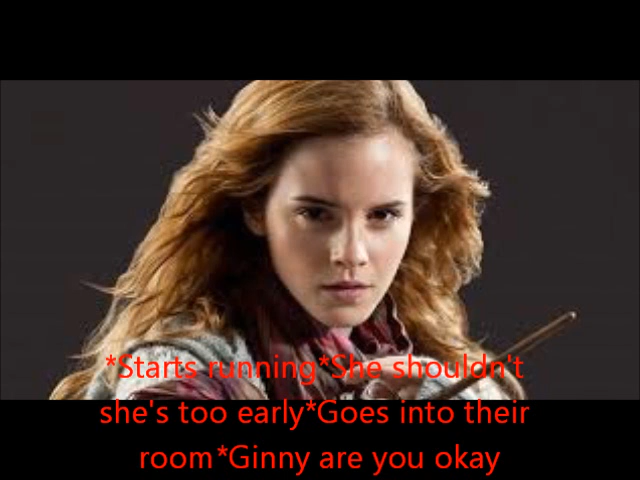 *Starts running*She shouldn't
she's too early*Goes into their
room*Ginny are you okay